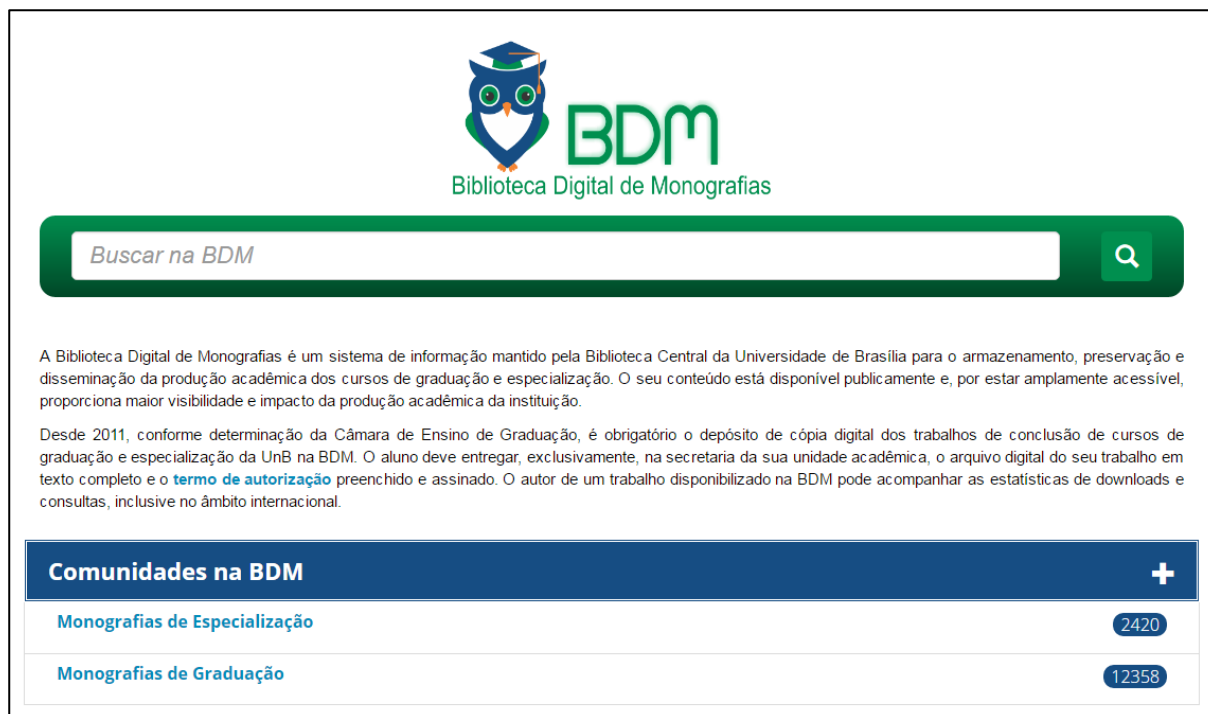 BDM
Biblioteca Digital de Monografias
Buscar na BDM
A Biblioteca Digital de Monografias é um sistema de informação mantido pela Biblioteca Central da Universidade de Brasília para o armazenamento, preservação e
disseminação da produção acadêmica dos cursos de graduação e especialização. O seu conteúdo está disponível publicamente e, por estar amplamente acessível,
proporciona maior visibilidade e impacto da produção acadêmica da instituição.
Desde 2011, conforme determinação da Câmara de Ensino de Graduação, é obrigatório o depósito de cópia digital dos trabalhos de conclusão de cursos de
graduação e especialização da UnB na BDM. O aluno deve entregar, exclusivamente, na secretaria da sua unidade acadêmica, o arquivo digital do seu trabalho em
texto completo e o termo de autorização preenchido e assinado. O autor de um trabalho disponibilizado na BDM pode acompanhar as estatísticas de downloads e
consultas, inclusive no âmbito internacional.
Comunidades na BDM
Monografias de Especialização 2420
Monografias de Graduação 12358